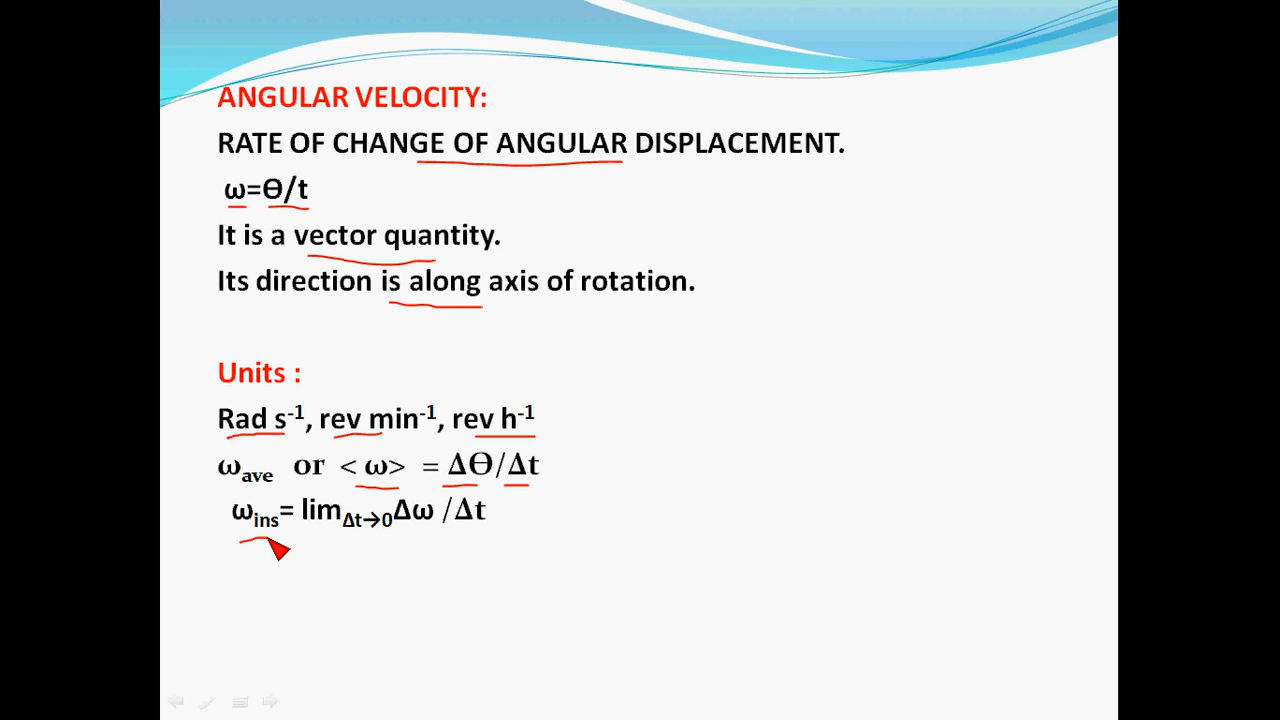 ANGULAR VELOCITY:
RATE OF CHANGE OF ANGULAR DISPLACEMENT.
ω=Ɵ/t
It is a vector quantity.
Its direction is along axis of rotation.
Units :
Rad s⁻¹, rev min⁻¹, rev h⁻¹
ωave or < ω> = ΔƟ/Δt
ωins= limΔt→0Δω /Δt